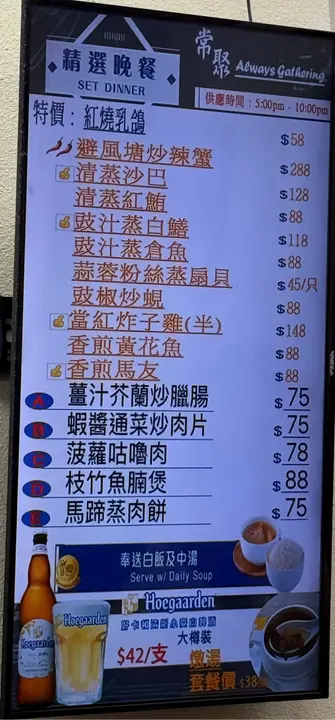 精選晚餐
SET DINNER
常聚
Always Gathering
供應時間：5:00pm - 10:00pm
特價：紅燒乳鴿 $58
避風塘炒辣蟹 $288
清蒸沙巴 $128
清蒸紅鮪 $88
豉汁蒸白鱔 $118
豉汁蒸倉魚 $88
蒜蓉粉絲蒸扇貝 $45/只
豉椒炒蜆 $88
當紅炸子雞(半) $148
香煎黃花魚 $88
香煎馬友 $88
A 薑汁芥蘭炒臘腸 $75
B 蝦醬通菜炒肉片 $75
C 菠蘿咕嚕肉 $78
D 枝竹魚腩煲 $88
E 馬蹄蒸肉餅 $75
奉送白飯及中湯
Serve w/ Daily Soup
Hoegaarden
大樽裝
$42/支
燉湯
套餐價 $38
Hoegaarden
Hoegaarden